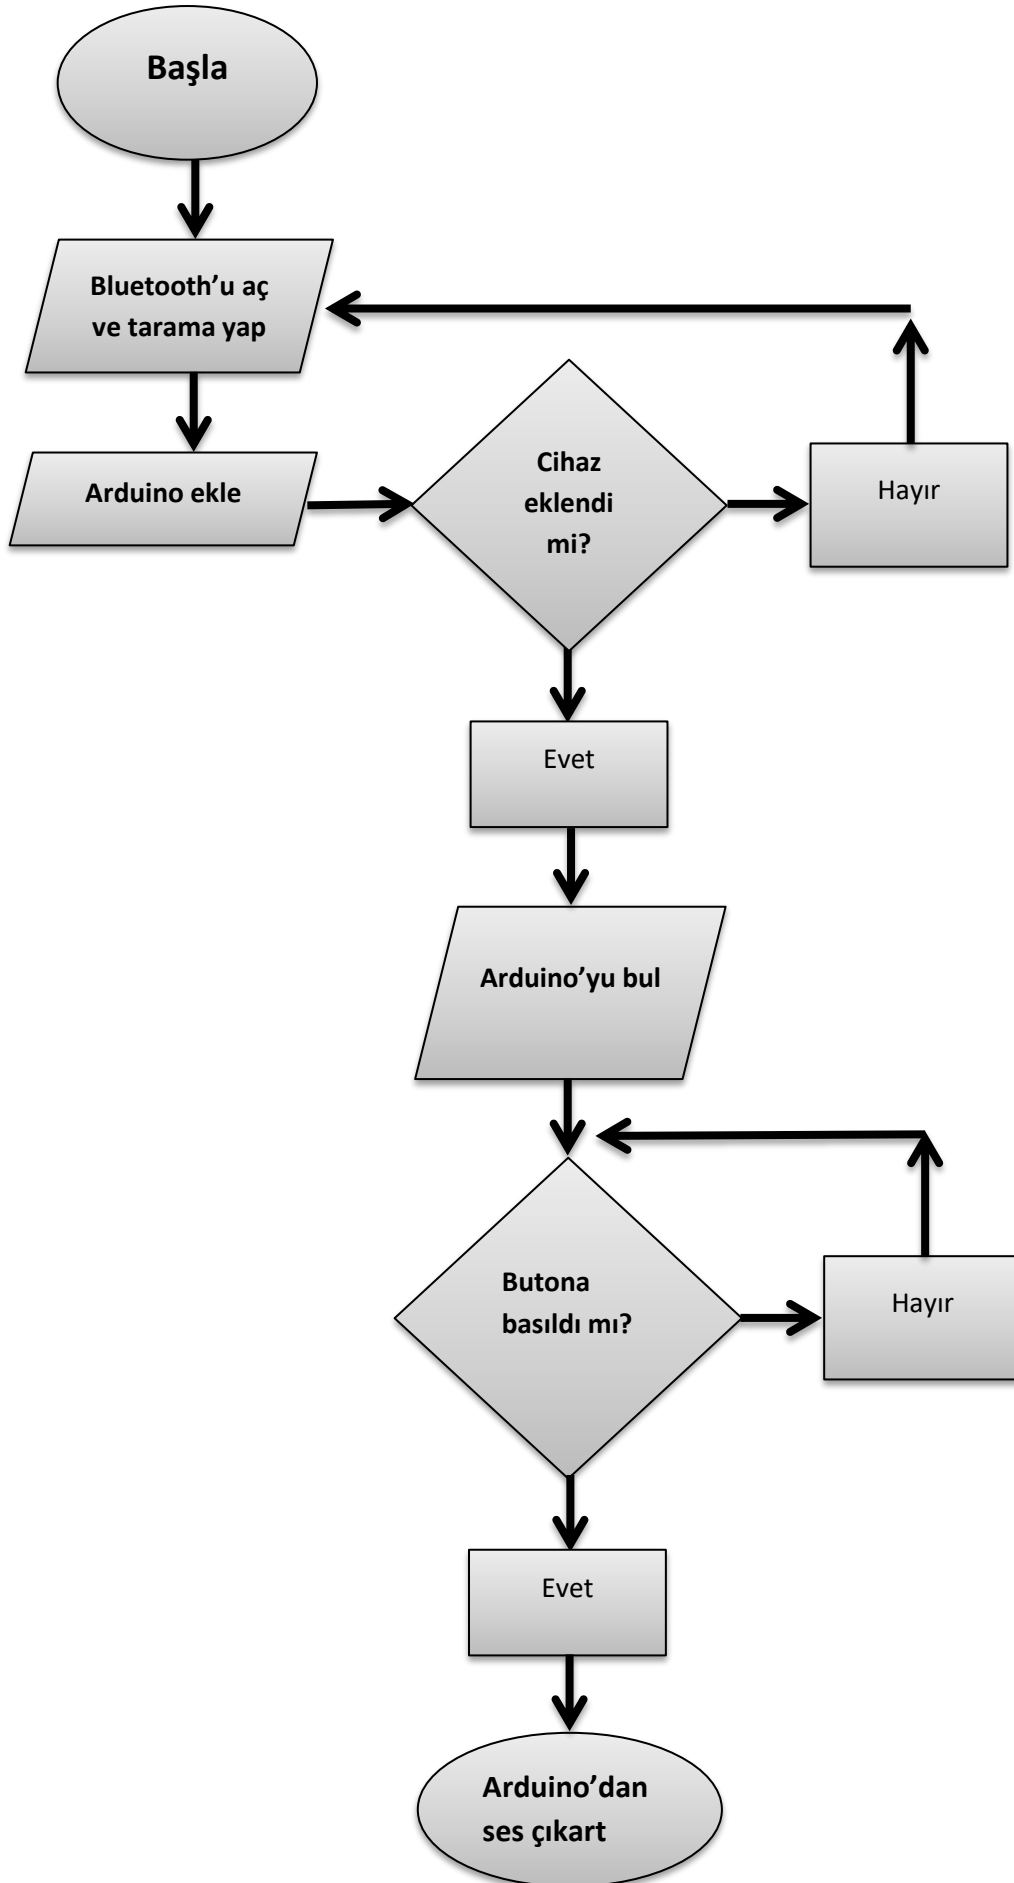 Başla
Bluetooth’u aç
ve tarama yap
Arduino ekle
Cihaz
eklendi
mi?
Hayır
Evet
Arduino’yu bul
Butona
basıldı mı?
Hayır
Evet
Arduino’dan
ses çıkart